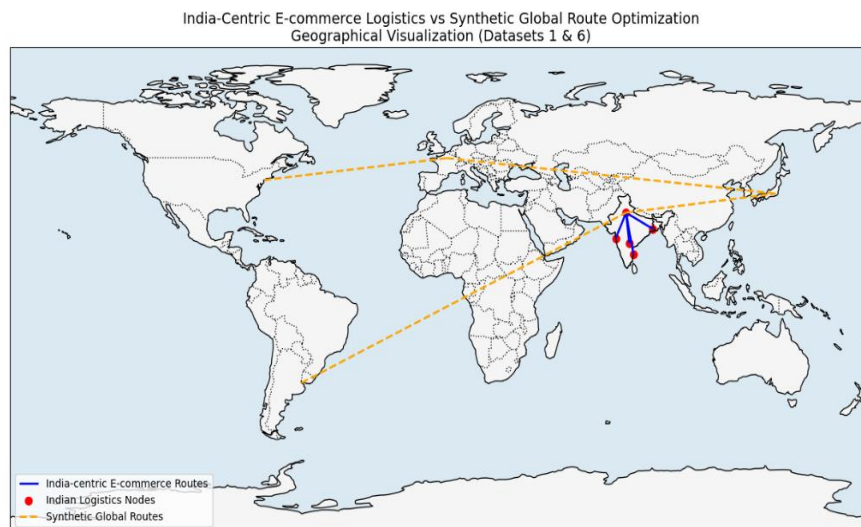 India-Centric E-commerce Logistics vs Synthetic Global Route Optimization
Geographical Visualization (Datasets 1 & 6)
India-centric E-commerce Routes
Indian Logistics Nodes
Synthetic Global Routes